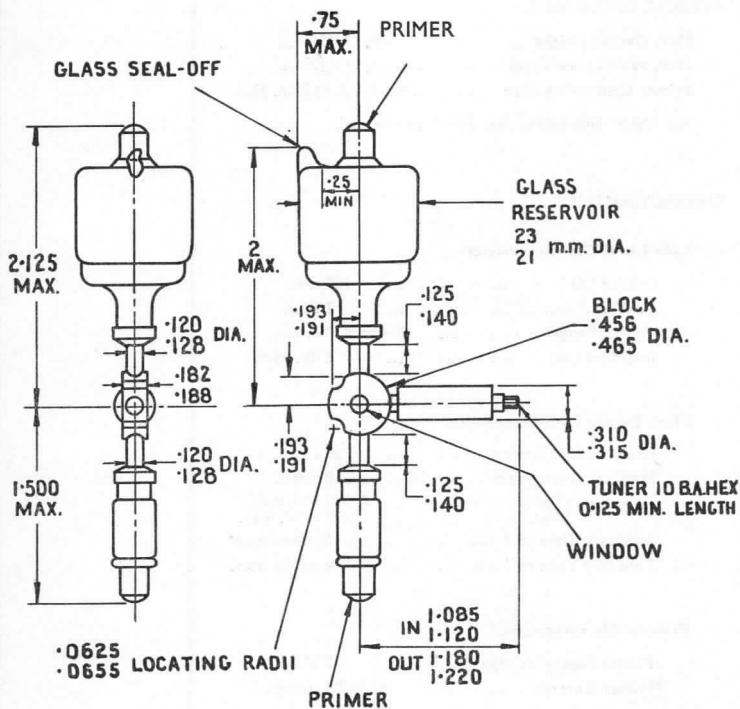 .75
MAX.
PRIMER
GLASS SEAL-OFF
.25
MIN
GLASS
RESERVOIR
23
21 m.m. DIA.
2.125
MAX.
2
MAX.
.193
.191
.125
.140
BLOCK
.456
.465 DIA.
.120
.128 DIA.
.182
.188
.193
.191
.310
.315 DIA.
.120
.128 DIA.
.125
.140
TUNER 10 B.A.HEX
0.125 MIN. LENGTH
1.500
MAX.
WINDOW
.0625
.0655 LOCATING RADII
IN 1.085
1.120
OUT 1.180
1.220
PRIMER